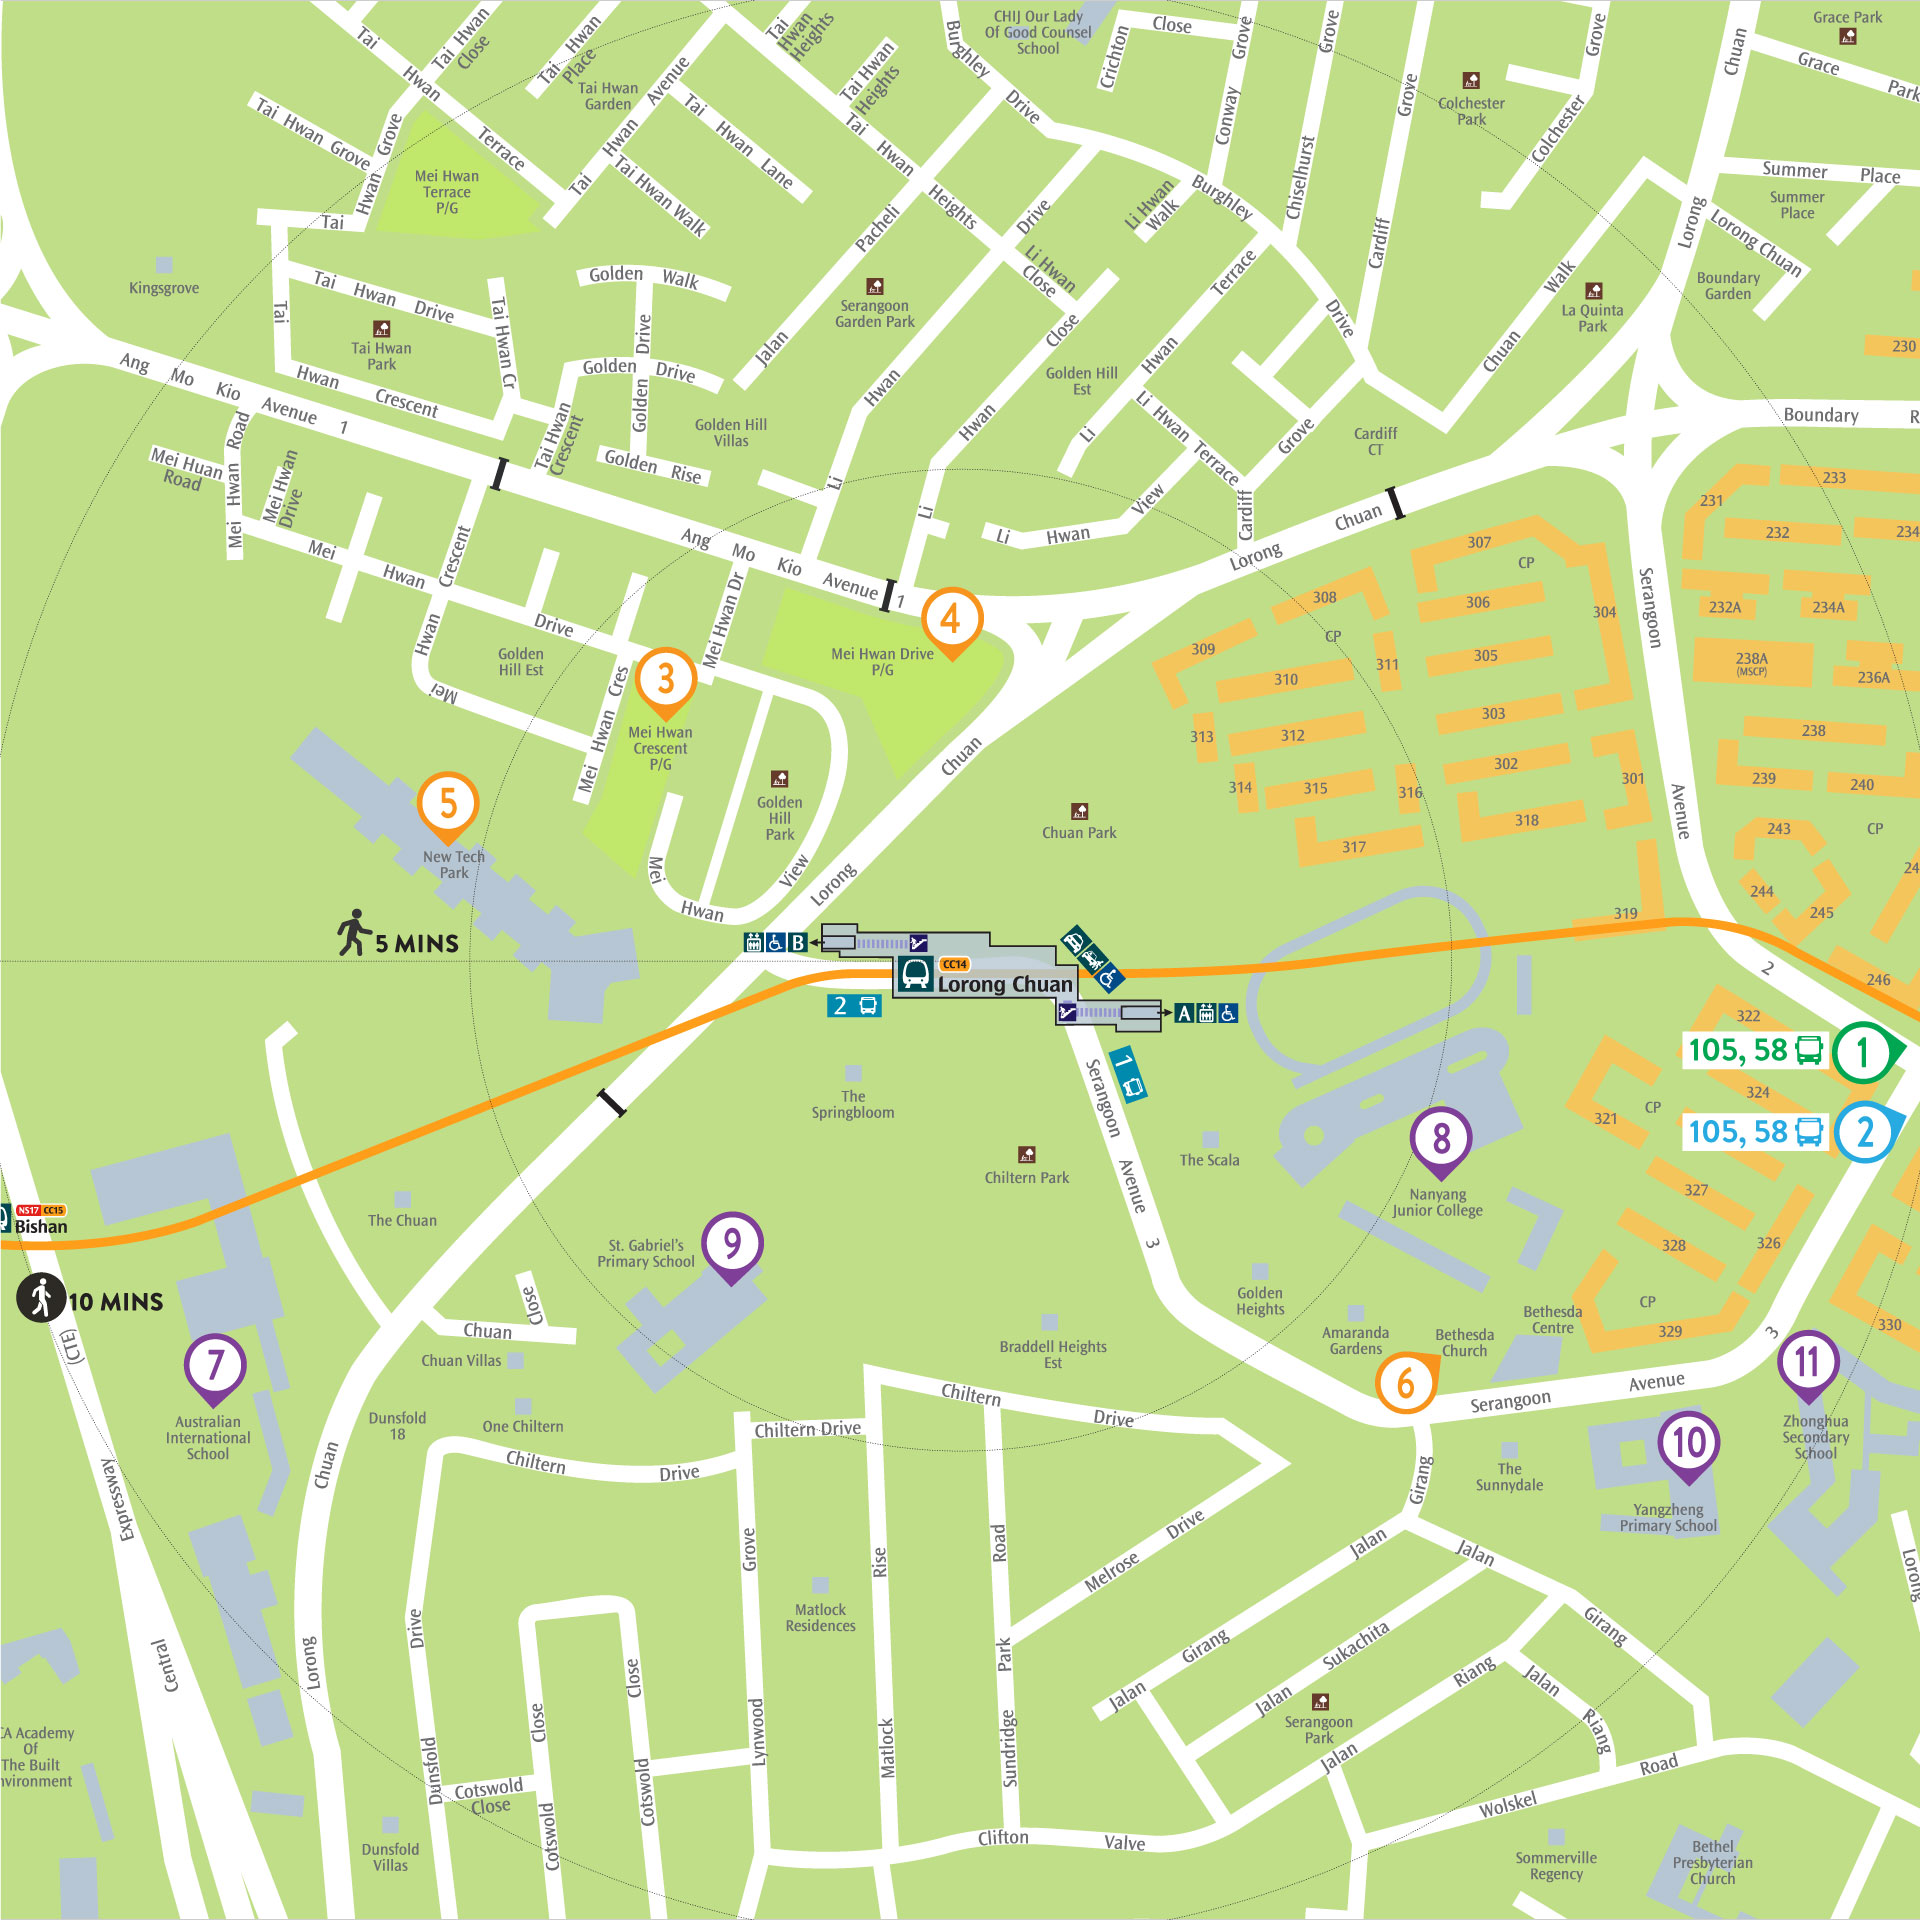 Tai
Hwan
Terrace
Tai Hwan
Close
Tai Hwan
Place
Tai Hwan
Garden
Tai
Hwan
Avenue
Tai
Hwan
Heights
Tai Hwan
Heights
Tai
Hwan
Heights
Burghley
Drive
CHIJ Our Lady
Of Good Counsel
School
Crichton
Close
Conway
Grove
Chiselhurst
Grove
Cardiff
Grove
Colchester
Park
Colchester
Grove
Chuan
Grace Park
Grace
Park
Tai Hwan Grove
Hwan Grove
Tai
Mei Hwan
Terrace
P/G
Tai Hwan Walk
Tai Hwan Lane
Pacheli
Jalan
Serangoon
Garden Park
Drive
Hwan
Li
Li Hwan
Walk
Li Hwan
Close
Burghley
Drive
Summer Place
Summer
Place
Lorong
Lorong Chuan
Boundary
Garden
La Quinta
Park
Chuan
Walk
Kingsgrove
Tai Hwan Drive
Tai
Tai Hwan
Park
Tai Hwan Cr
Hwan Crescent
Golden Walk
Golden Drive
Golden Drive
Golden Rise
Golden Hill
Villas
Tai Hwan
Crescent
Close
Hwan
Li
Golden Hill
Est
Terrace
Hwan
Li
Li Hwan Terrace
Grove
Cardiff
Cardiff
CT
View
Li Hwan
230
Boundary R
Ang Mo Kio Avenue 1
Mei Huan
Road
Mei Hwan Road
Mei Hwan
Drive
Mei Hwan Drive
Crescent
Hwan
Mei
Golden
Hill Est
Ang Mo Kio Avenue 1
Mei Hwan Dr
Mei Hwan Drive
P/G
4
3
Mei Hwan
Crescent
P/G
Mei Hwan Cres
Lorong Chuan
Chuan
Lorong
307
CP
308
306
304
309
CP
311
305
310
303
313
312
302
301
314
315
316
318
317
319
231
233
232
234
232A
234A
238A
(MSCP)
236A
238
239
240
243
CP
244
245
24
246
Serangoon
Avenue
2
5
New Tech
Park
Golden
Hill
Park
Mei
Hwan
View
Chuan Park
5 MINS
B
CC14
Lorong Chuan
2
A
1
The
Springbloom
Chiltern Park
The Scala
Serangoon
Avenue
3
8
Nanyang
Junior College
322
105, 58
1
324
105, 58
2
321
CP
327
328
326
CP
329
330
NS17 CC15
Bishan
10 MINS
(CTE)
The Chuan
St. Gabriel's
Primary School
9
Close
Chuan
Chuan Villas
Golden
Heights
Braddell Heights
Est
Amaranda
Gardens
Bethesda
Church
Bethesda
Centre
6
Serangoon
Avenue
3
7
Australian
International
School
Dunsfold
18
One Chiltern
Chiltern Drive
Chiltern Drive
Chiltern
Drive
The
Sunnydale
10
Yangzheng
Primary School
11
Zhonghua
Secondary
School
Expressway
Central
Chuan
Lorong
Girang
Jalan
Girang
Jalan
Jalan
Girang
Lorong
Grove
Lynwood
Rise
Matlock
Road
Park
Sundridge
Melrose Drive
Matlock
Residences
Drive
Dunsfold
Close
Cotswold
Close
Cotswold
Cotswold
Close
Jalan Sukachita
Serangoon
Park
Jalan
Riang
Jalan
Riang
CA Academy
Of
The Built
nvironment
Dunsfold
Villas
Clifton Valve
Wolskel Road
Sommerville
Regency
Bethel
Presbyterian
Church